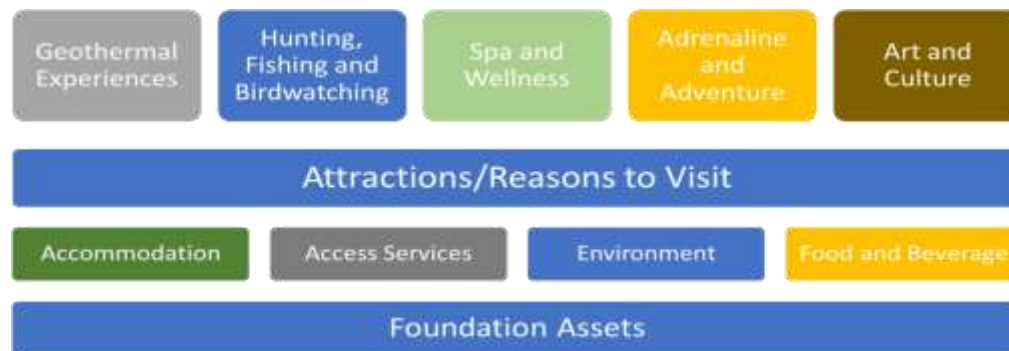 Geothermal
Experiences
Hunting,
Fishing and
Birdwatching
Spa and
Wellness
Adrenaline
and
Adventure
Art and
Culture
Attractions/Reasons to Visit
Accommodation
Access Services
Environment
Food and Beverage
Foundation Assets